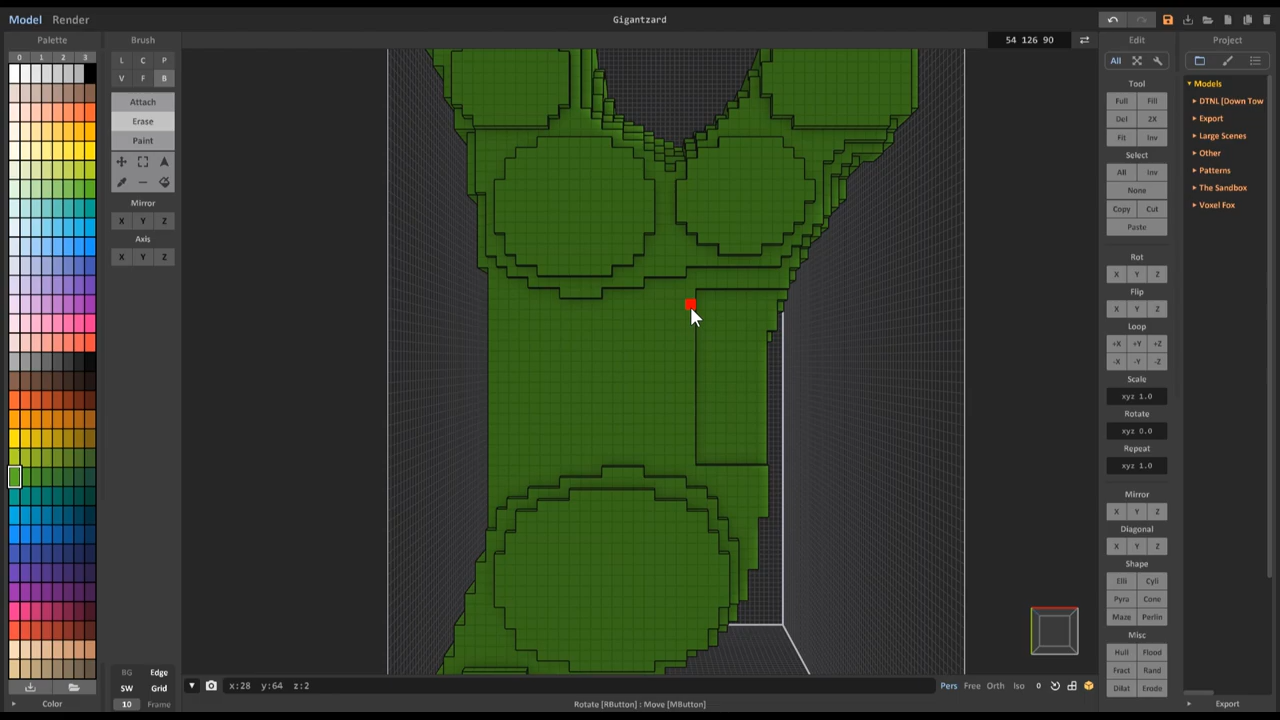 Model Render Gigantzard
Palette Brush 54 126 90 Edit Project
0 1 2 3
L C P
V F B
Attach
Erase
Paint
Mirror
X Y Z
Axis
X Y Z
All
Tool
Full Fill
Del 2X
Fit Inv
Select
All Inv
None
Copy Cut
Paste
Rot
X Y Z
Flip
X Y Z
Loop
+X +Y +Z
-X -Y -Z
Scale
xyz 1.0
Rotate
xyz 0.0
Repeat
xyz 1.0
Mirror
X Y Z
Diagonal
X Y Z
Shape
Elli Cyli
Pyra Cone
Maze Perlin
Misc
Hull Flood
Fract Rand
Dilat Erode
Models
DTNL [Down Tow
Export
Large Scenes
Other
Patterns
The Sandbox
Voxel Fox
BG Edge
SW Grid
10 Frame
Color
x:28 y:64 z:2
Pers Free Orth Iso 0
Rotate [RButton] : Move [MButton]
Export